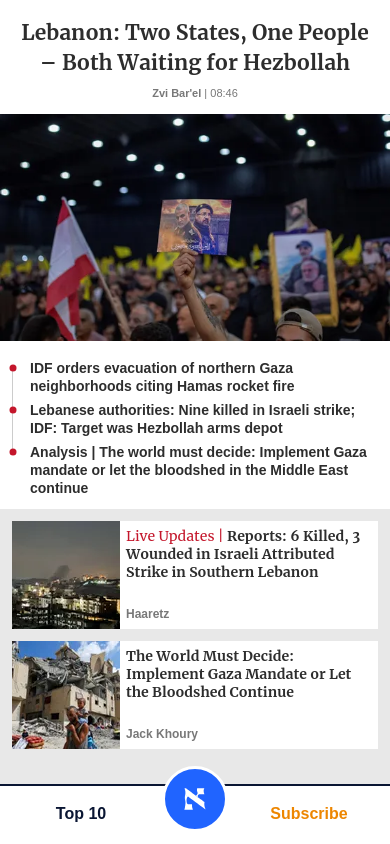 Lebanon: Two States, One People
– Both Waiting for Hezbollah
Zvi Bar'el | 08:46
IDF orders evacuation of northern Gaza
neighborhoods citing Hamas rocket fire
Lebanese authorities: Nine killed in Israeli strike;
IDF: Target was Hezbollah arms depot
Analysis | The world must decide: Implement Gaza
mandate or let the bloodshed in the Middle East
continue
Live Updates | Reports: 6 Killed, 3
Wounded in Israeli Attributed
Strike in Southern Lebanon
Haaretz
The World Must Decide:
Implement Gaza Mandate or Let
the Bloodshed Continue
Jack Khoury
Top 10
א
Subscribe